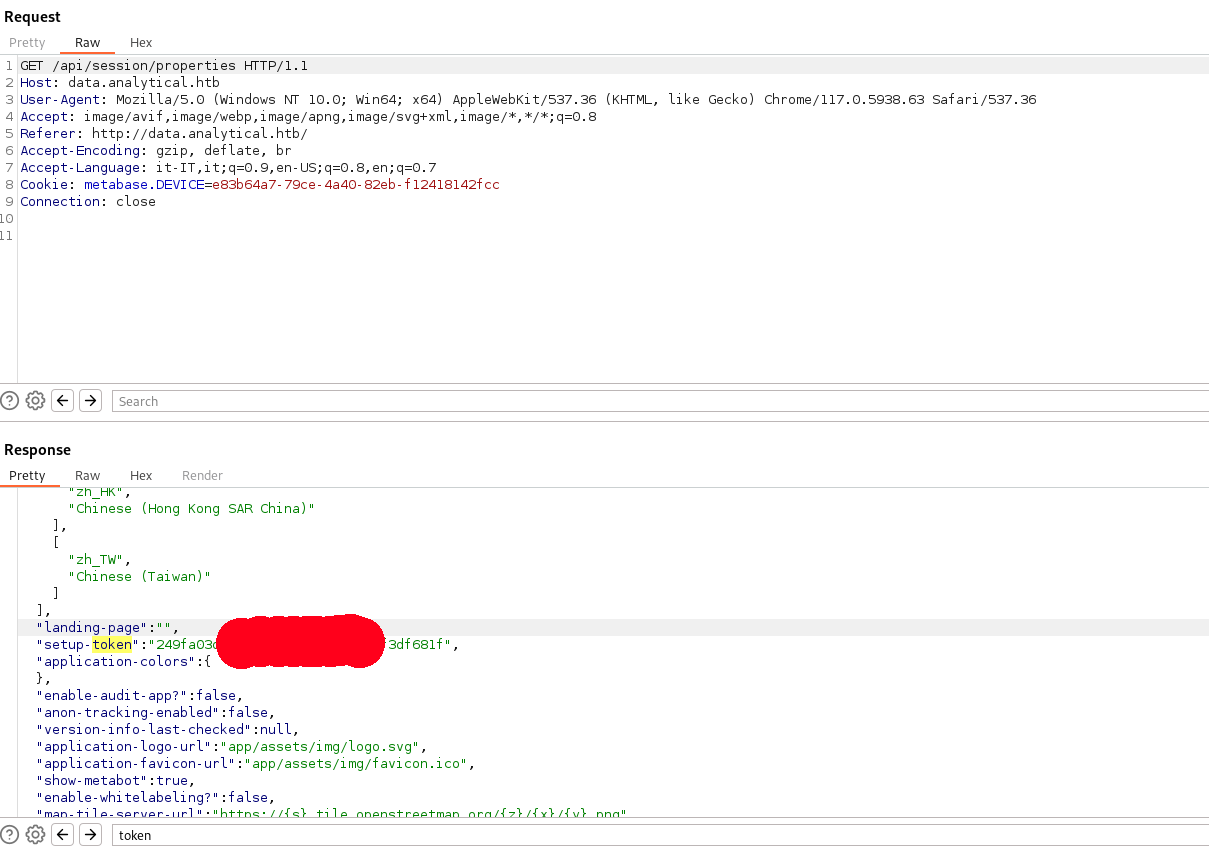 Request
Pretty Raw Hex
1 GET /api/session/properties HTTP/1.1
2 Host: data.analytical.htb
3 User-Agent: Mozilla/5.0 (Windows NT 10.0; Win64; x64) AppleWebKit/537.36 (KHTML, like Gecko) Chrome/117.0.5938.63 Safari/537.36
4 Accept: image/avif,image/webp,image/apng,image/svg+xml,image/*,*/*;q=0.8
5 Referer: http://data.analytical.htb/
6 Accept-Encoding: gzip, deflate, br
7 Accept-Language: it-IT,it;q=0.9,en-US;q=0.8,en;q=0.7
8 Cookie: metabase.DEVICE=e83b64a7-79ce-4a40-82eb-f12418142fcc
9 Connection: close
10
11
? Search
Response
Pretty Raw Hex Render
"zh_HK",
"Chinese (Hong Kong SAR China)"
],
[
"zh_TW",
"Chinese (Taiwan)"
]
],
"landing-page":"",
"setup-token":"249fa03 3df681f",
"application-colors":{
},
"enable-audit-app?":false,
"anon-tracking-enabled":false,
"version-info-last-checked":null,
"application-logo-url":"app/assets/img/logo.svg",
"application-favicon-url":"app/assets/img/favicon.ico",
"show-metabot":true,
"enable-whitelabeling?":false,
"map-tile-server-url":"https://{s}.tile.openstreetmap.org/{z}/{x}/{y}.png"
? token